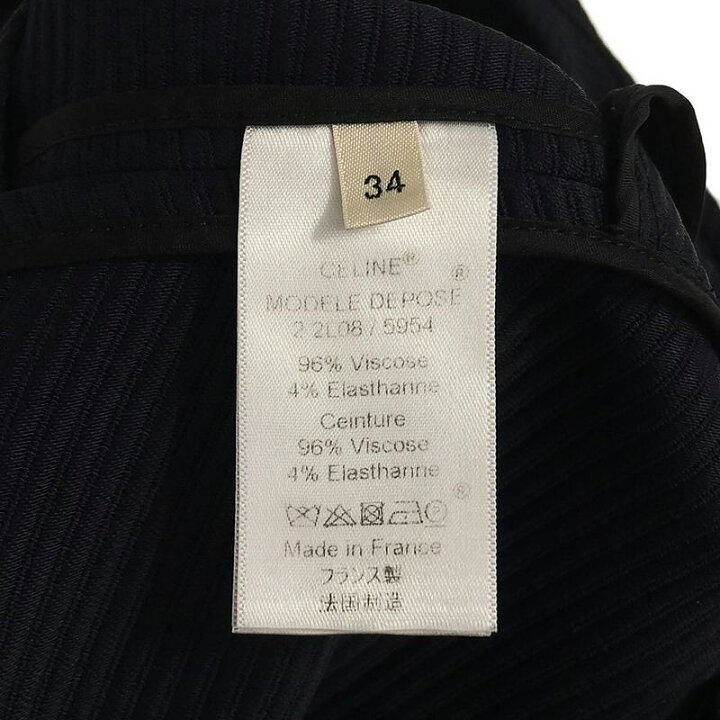 34
CELINE®
®
MODELE DEPOSE
2 2L08 / 5954
96% Viscose
4% Elasthanne
Ceinture
96% Viscose
4% Elasthanne
®
Made in France
フランス製
法国制造